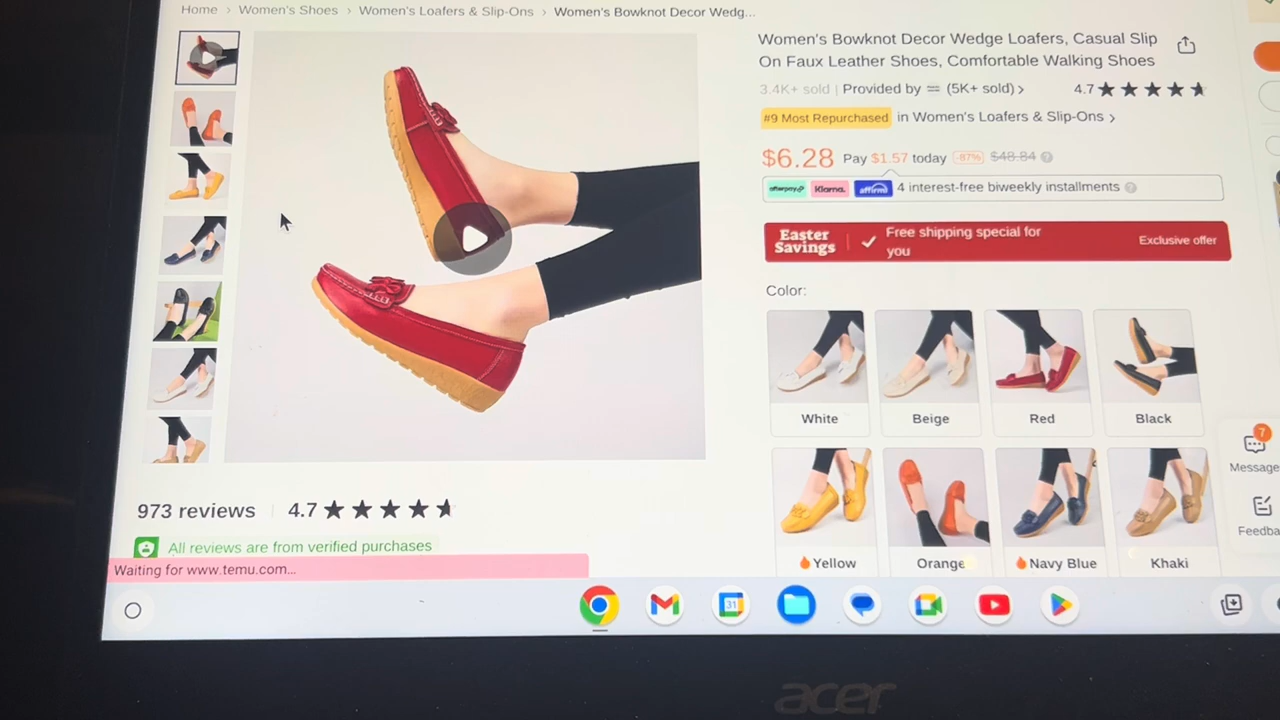 Home › Women's Shoes › Women's Loafers & Slip-Ons › Women's Bowknot Decor Wedg...
Women's Bowknot Decor Wedge Loafers, Casual Slip
On Faux Leather Shoes, Comfortable Walking Shoes
3.4K+ sold | Provided by (5K+ sold) › 4.7
#9 Most Repurchased in Women's Loafers & Slip-Ons ›
$6.28 Pay $1.57 today -87% $48.84
afterpay Klarna. affirm 4 interest-free biweekly installments
Easter
Savings
Free shipping special for
you
Exclusive offer
Color:
White Beige Red Black
Yellow Orange Navy Blue Khaki
7
Message
Feedba
973 reviews 4.7
All reviews are from verified purchases
Waiting for www.temu.com...
31
acer